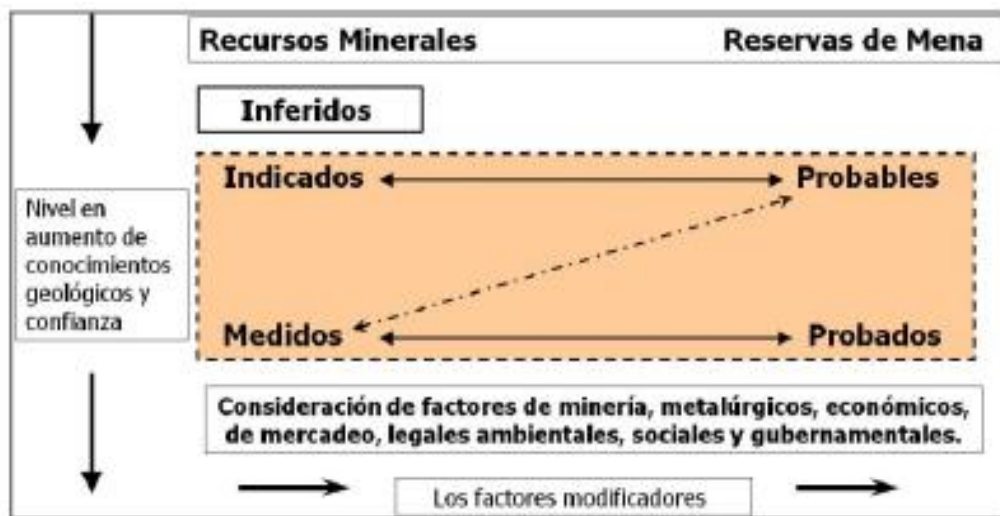 Recursos Minerales Reservas de Mena
Inferidos
Indicados Probables
Nivel en
aumento de
conocimientos
geológicos y
confianza
Medidos Probados
Consideración de factores de minería, metalúrgicos, económicos,
de mercadeo, legales ambientales, sociales y gubernamentales.
Los factores modificadores